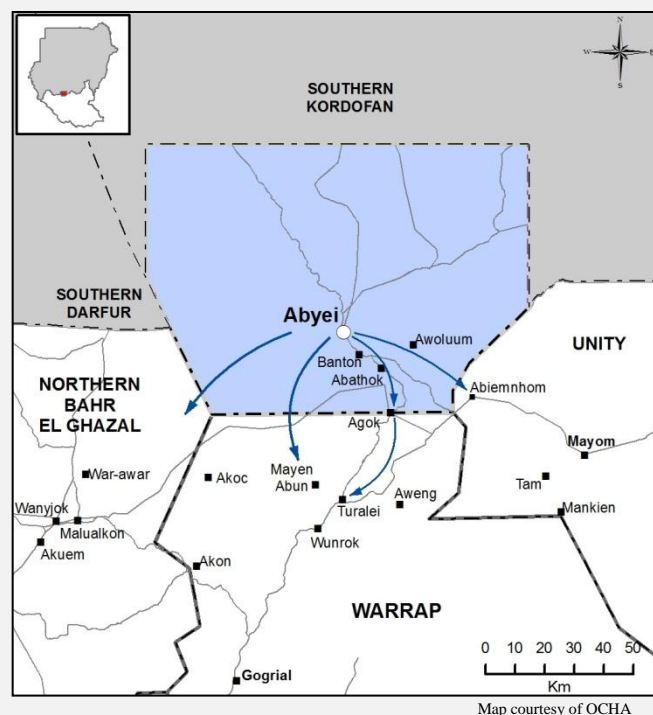 N
W
E
S
SOUTHERN
KORDOFAN
SOUTHERN
DARFUR
Abyei
Awoluum
Banton
Abathok
UNITY
Abiemnhom
NORTHERN
BAHR
EL GHAZAL
Agok
Mayom
War-awar
Akoc
Mayen
Abun
Tam
Turalei
Aweng
Wanyjok
Malualkon
Mankien
Akuem
Wunrok
Akon
WARRAP
Gogrial
0 10 20 30 40 50
Km
Map courtesy of OCHA